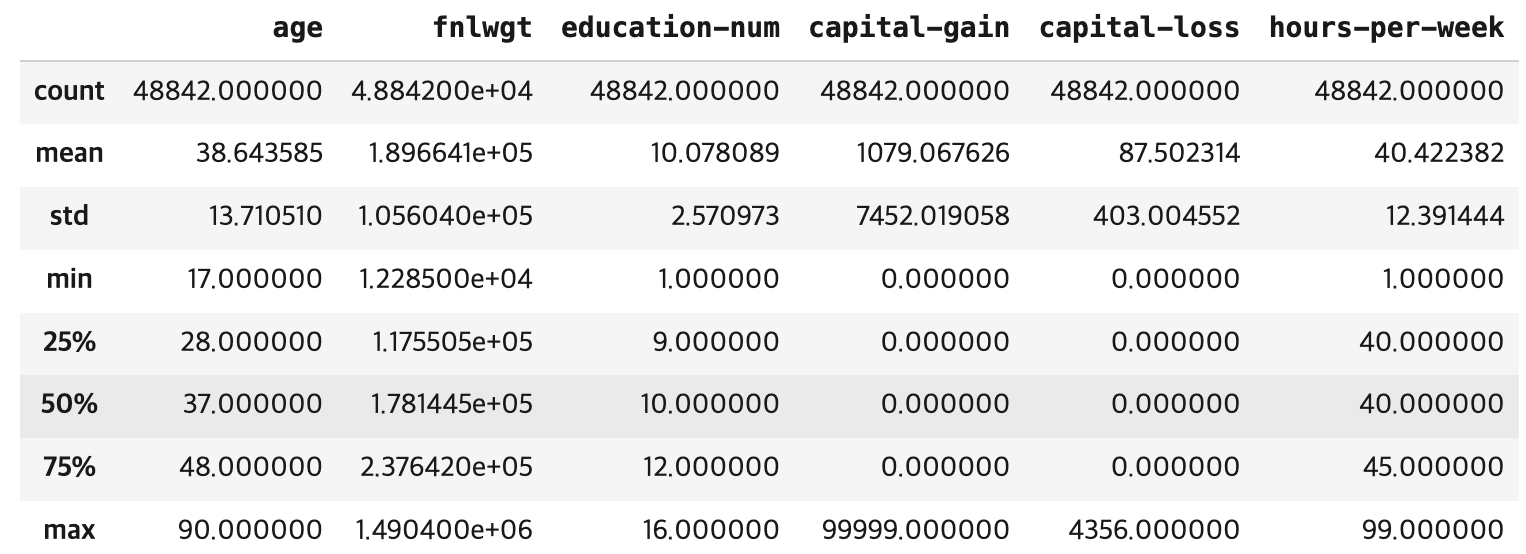 age fnlwgt education-num capital-gain capital-loss hours-per-week
count 48842.000000 4.884200e+04 48842.000000 48842.000000 48842.000000 48842.000000
mean 38.643585 1.896641e+05 10.078089 1079.067626 87.502314 40.422382
std 13.710510 1.056040e+05 2.570973 7452.019058 403.004552 12.391444
min 17.000000 1.228500e+04 1.000000 0.000000 0.000000 1.000000
25% 28.000000 1.175505e+05 9.000000 0.000000 0.000000 40.000000
50% 37.000000 1.781445e+05 10.000000 0.000000 0.000000 40.000000
75% 48.000000 2.376420e+05 12.000000 0.000000 0.000000 45.000000
max 90.000000 1.490400e+06 16.000000 99999.000000 4356.000000 99.000000